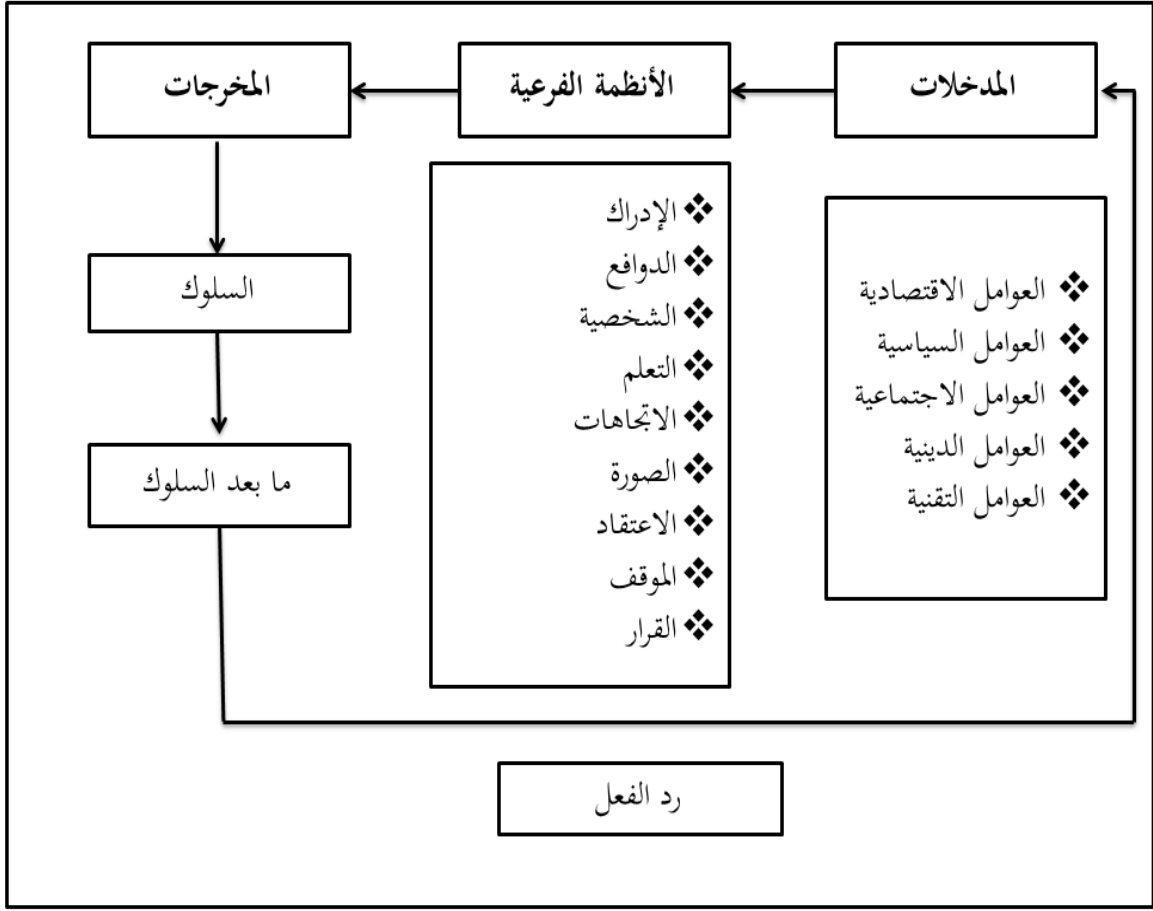 المدخلات
الأنظمة الفرعية
المخرجات
❖ العوامل الاقتصادية
❖ العوامل السياسية
❖ العوامل الاجتماعية
❖ العوامل الدينية
❖ العوامل التقنية
❖ الإدراك
❖ الدوافع
❖ الشخصية
❖ التعلم
❖ الاتجاهات
❖ الصورة
❖ الاعتقاد
❖ الموقف
❖ القرار
السلوك
ما بعد السلوك
رد الفعل